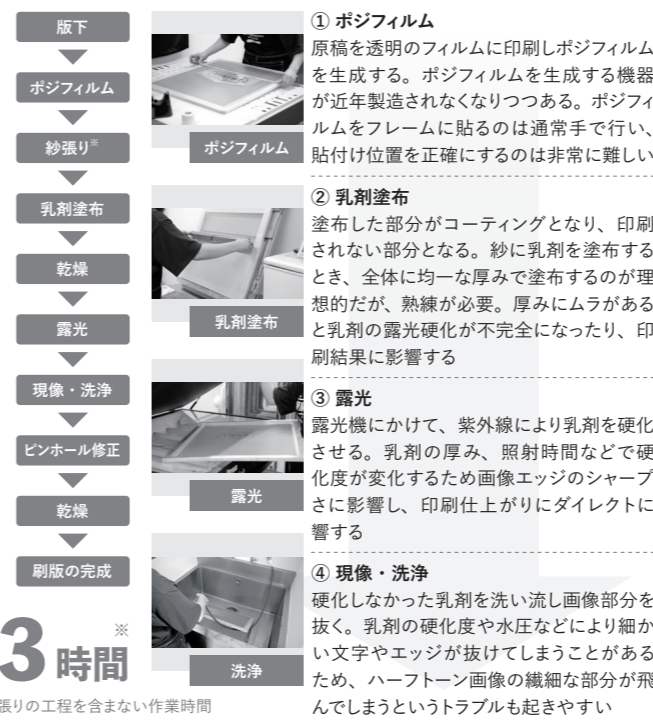 版下
ポジフィルム
紗張り※
乳剤塗布
乾燥
露光
現像・洗浄
ピンホール修正
乾燥
刷版の完成
3時間※
張りの工程を含まない作業時間
ポジフィルム
乳剤塗布
露光
洗浄
① ポジフィルム
原稿を透明のフィルムに印刷しポジフィルム
を生成する。ポジフィルムを生成する機器
が近年製造されなくなりつつある。ポジフィ
ルムをフレームに貼るのは通常手で行い、
貼付け位置を正確にするのは非常に難しい
② 乳剤塗布
塗布した部分がコーティングとなり、印刷
されない部分となる。紗に乳剤を塗布する
とき、全体に均一な厚みで塗布するのが理
想的だが、熟練が必要。厚みにムラがある
と乳剤の露光硬化が不完全になったり、印
刷結果に影響する
③ 露光
露光機にかけて、紫外線により乳剤を硬化
させる。乳剤の厚み、照射時間などで硬
化度が変化するため画像エッジのシャープ
さに影響し、印刷仕上がりにダイレクトに
響する
④ 現像・洗浄
硬化しなかった乳剤を洗い流し画像部分を
抜く。乳剤の硬化度や水圧などにより細か
い文字やエッジが抜けてしまうことがある
ため、ハーフトーン画像の繊細な部分が飛
んでしまうというトラブルも起きやすい